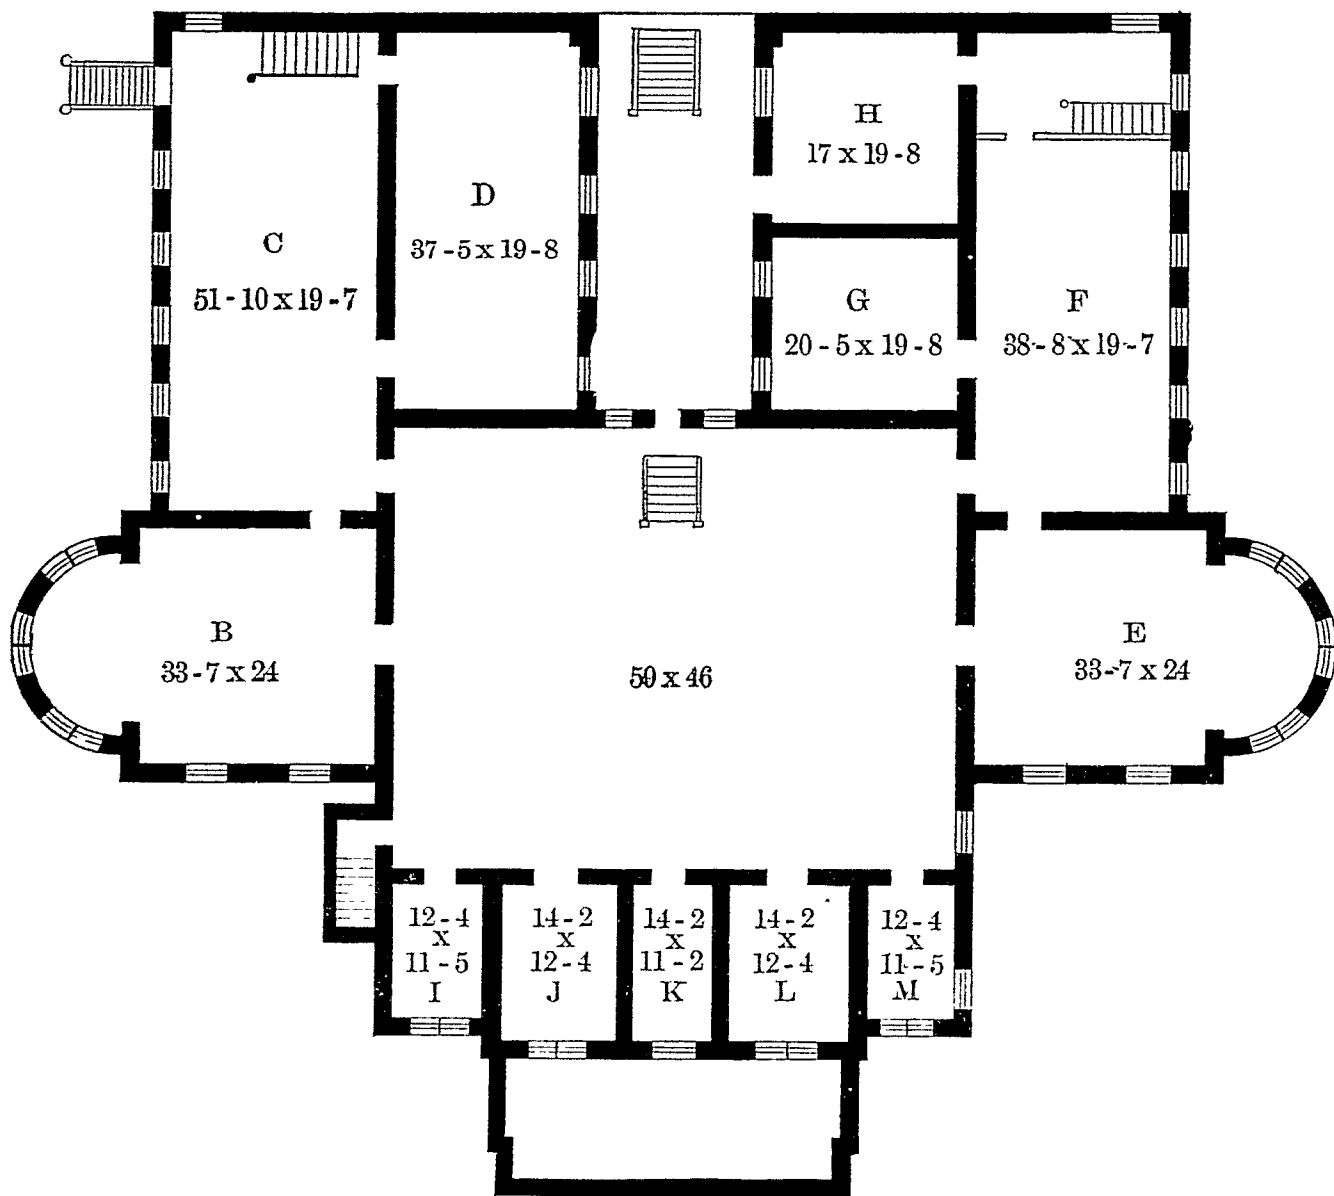 C
51-10 x 19-7
D
37-5 x 19-8
H
17 x 19-8
G
20-5 x 19-8
F
38-8 x 19-7
B
33-7 x 24
59 x 46
E
33-7 x 24
12-4
x
11-5
I
14-2
x
12-4
J
14-2
x
11-2
K
14-2
x
12-4
L
12-4
x
11-5
M